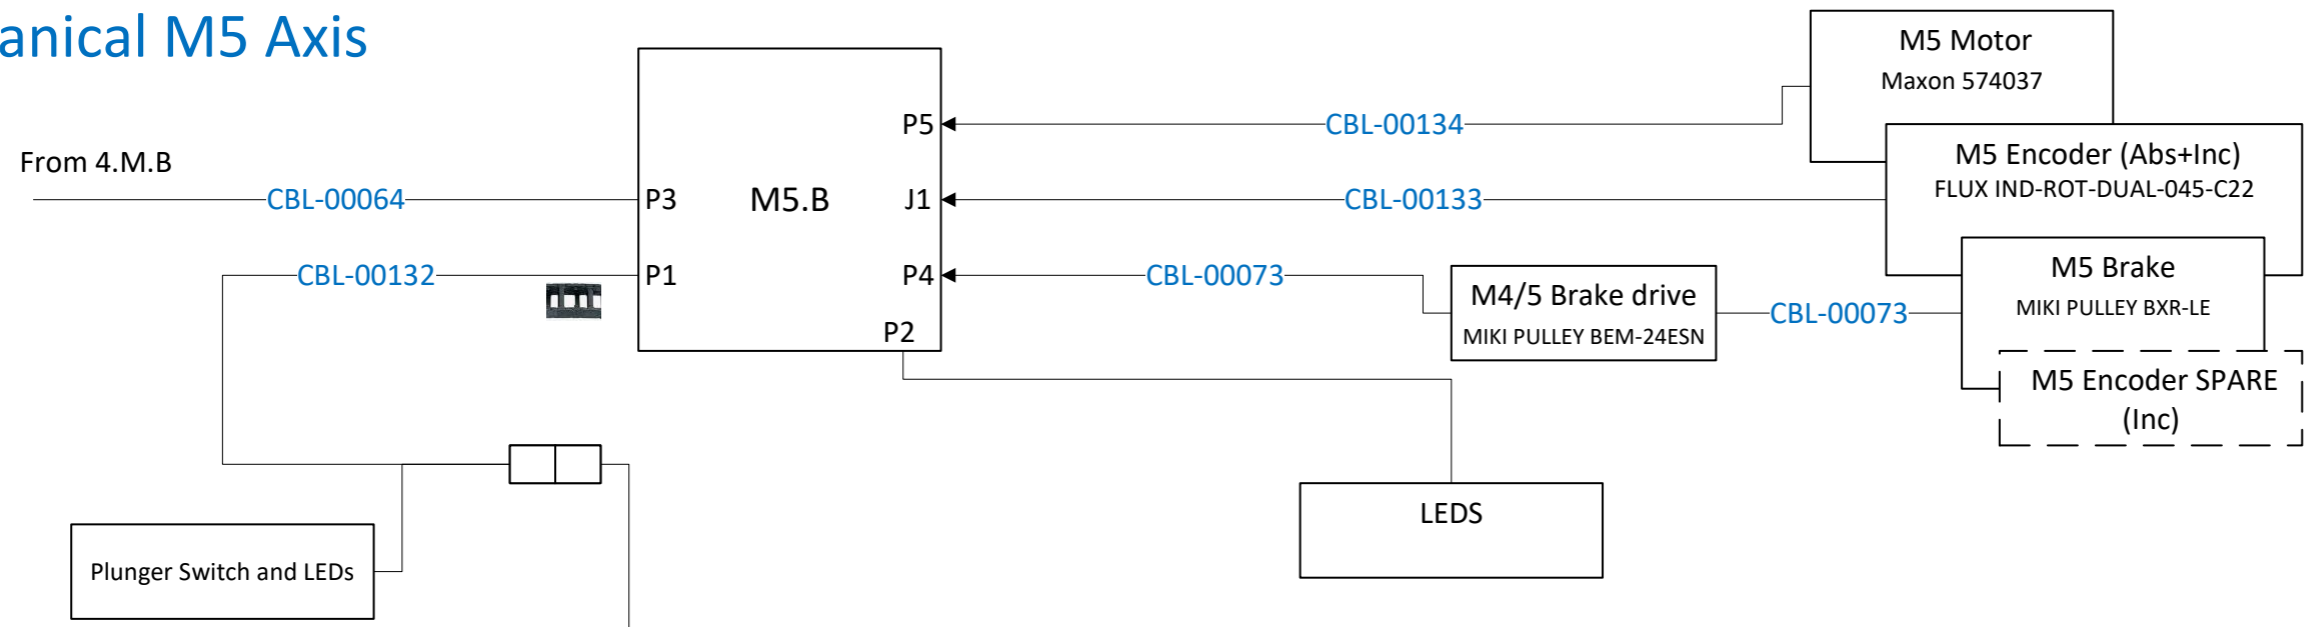 anical M5 Axis
From 4.M.B
CBL-00064
CBL-00132
P3
P1
M5.B
P5
J1
P4
P2
CBL-00134
CBL-00133
CBL-00073
M4/5 Brake drive
MIKI PULLEY BEM-24ESN
CBL-00073
M5 Motor
Maxon 574037
M5 Encoder (Abs+Inc)
FLUX IND-ROT-DUAL-045-C22
M5 Brake
MIKI PULLEY BXR-LE
M5 Encoder SPARE
(Inc)
LEDS
Plunger Switch and LEDs